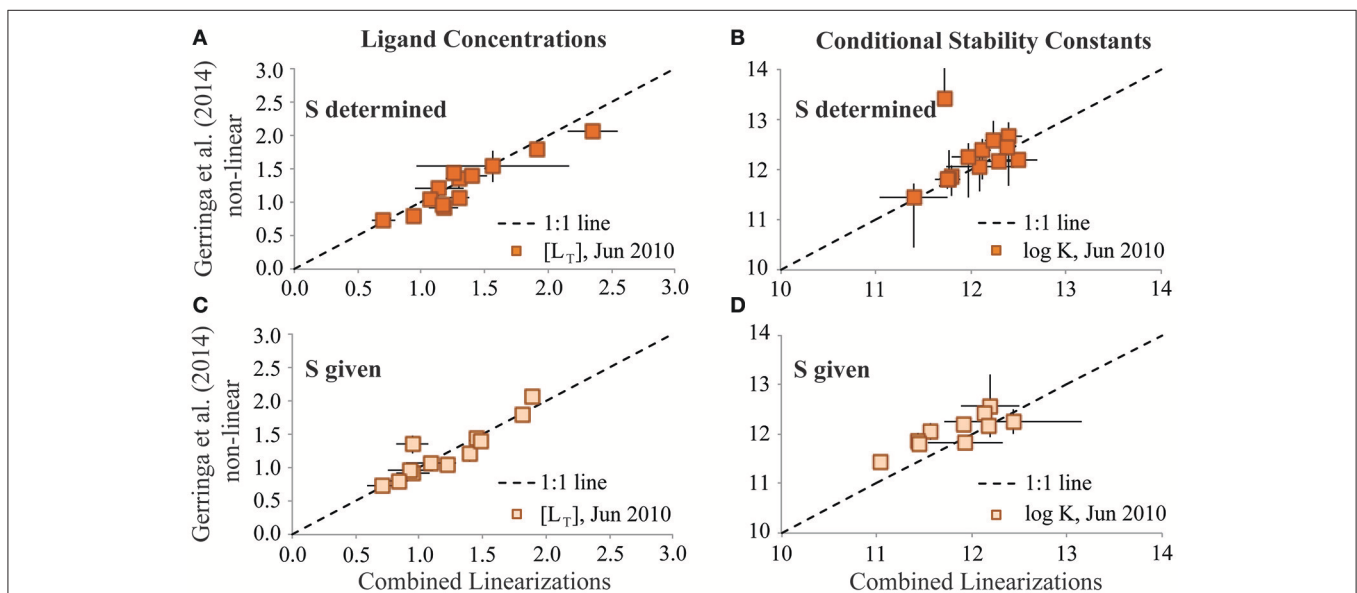 A
Ligand Concentrations
Gerringa et al. (2014)
non-linear
3.0
2.5
2.0
1.5
1.0
0.5
0.0
S determined
1:1 line
[LT], Jun 2010
0.0
0.5
1.0
1.5
2.0
2.5
3.0
B
Conditional Stability Constants
14
13
12
11
10
S determined
1:1 line
log K, Jun 2010
10
11
12
13
14
C
Gerringa et al. (2014)
non-linear
3.0
2.5
2.0
1.5
1.0
0.5
0.0
S given
1:1 line
[LT], Jun 2010
0.0
0.5
1.0
1.5
2.0
2.5
3.0
Combined Linearizations
D
14
13
12
11
10
S given
1:1 line
log K, Jun 2010
10
11
12
13
14
Combined Linearizations